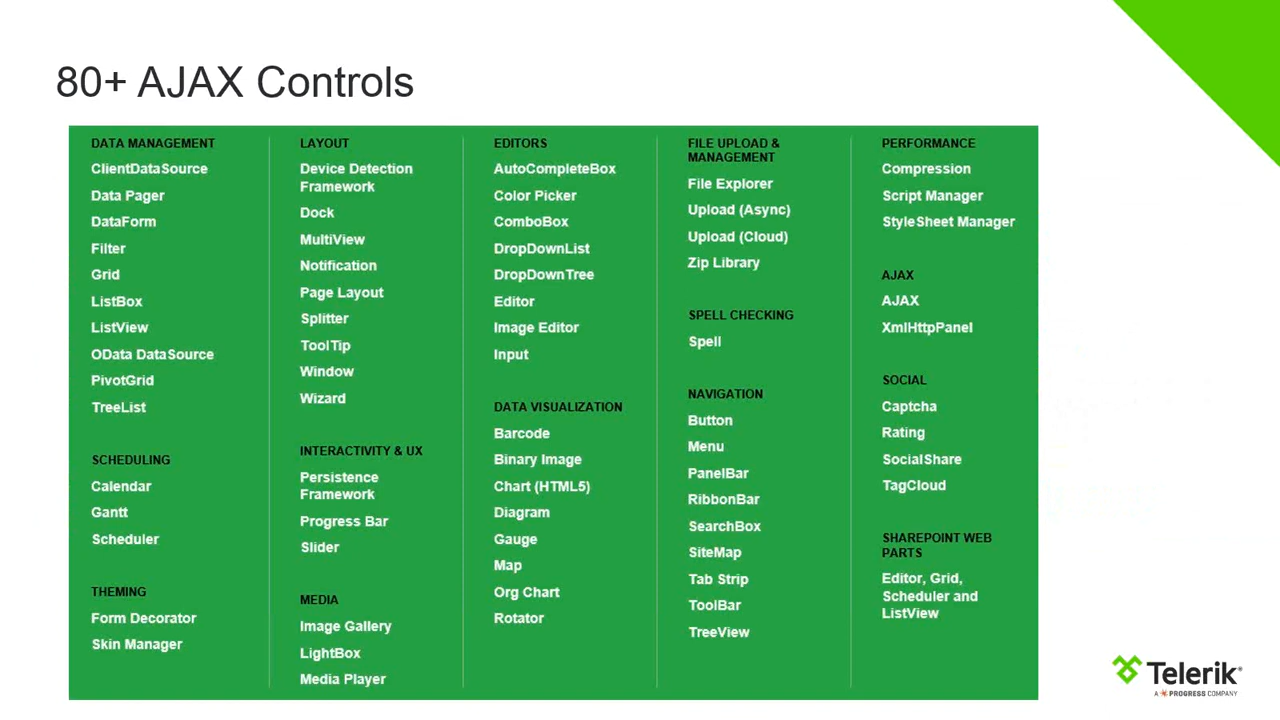 80+ AJAX Controls
DATA MANAGEMENT
ClientDataSource
Data Pager
DataForm
Filter
Grid
ListBox
ListView
OData DataSource
PivotGrid
TreeList
SCHEDULING
Calendar
Gantt
Scheduler
THEMING
Form Decorator
Skin Manager
LAYOUT
Device Detection
Framework
Dock
MultiView
Notification
Page Layout
Splitter
ToolTip
Window
Wizard
INTERACTIVITY & UX
Persistence
Framework
Progress Bar
Slider
MEDIA
Image Gallery
LightBox
Media Player
EDITORS
AutoCompleteBox
Color Picker
ComboBox
DropDownList
DropDownTree
Editor
Image Editor
Input
DATA VISUALIZATION
Barcode
Binary Image
Chart (HTML5)
Diagram
Gauge
Map
Org Chart
Rotator
FILE UPLOAD &
MANAGEMENT
File Explorer
Upload (Async)
Upload (Cloud)
Zip Library
SPELL CHECKING
Spell
NAVIGATION
Button
Menu
PanelBar
RibbonBar
SearchBox
SiteMap
Tab Strip
ToolBar
TreeView
PERFORMANCE
Compression
Script Manager
StyleSheet Manager
AJAX
AJAX
XmlHttpPanel
SOCIAL
Captcha
Rating
SocialShare
TagCloud
SHAREPOINT WEB
PARTS
Editor, Grid,
Scheduler and
ListView
Telerik®
A PROGRESS COMPANY